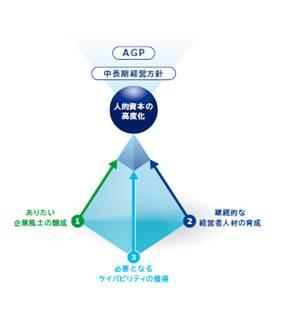 AGP
中長期経営方針
人的資本の
高度化
ありたい
企業風土の醸成
1
2
継続的な
経営者人材の育成
3
必要となる
ケイパビリティの獲得